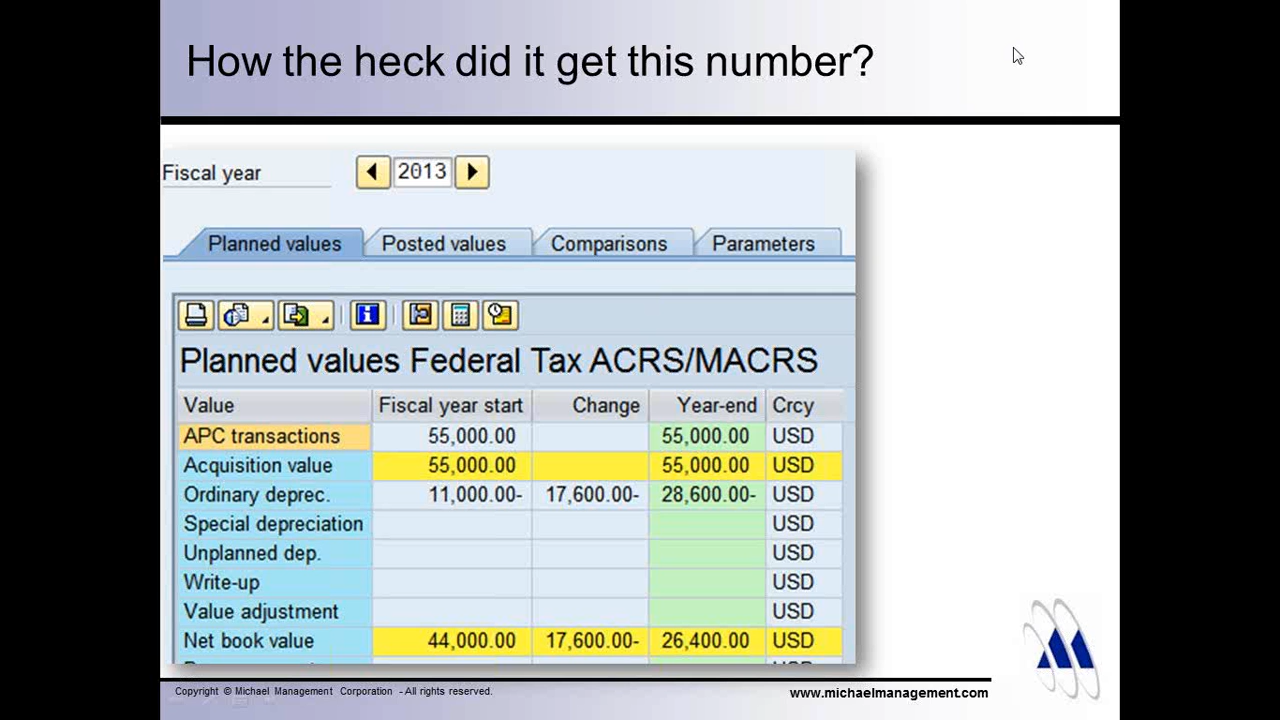 How the heck did it get this number?
Fiscal year 2013
Planned values Posted values Comparisons Parameters
Planned values Federal Tax ACRS/MACRS
Value Fiscal year start Change Year-end Crcy
APC transactions 55,000.00 55,000.00 USD
Acquisition value 55,000.00 55,000.00 USD
Ordinary deprec. 11,000.00- 17,600.00- 28,600.00- USD
Special depreciation USD
Unplanned dep. USD
Write-up USD
Value adjustment USD
Net book value 44,000.00 17,600.00- 26,400.00 USD
Copyright © Michael Management Corporation - All rights reserved.
www.michaelmanagement.com